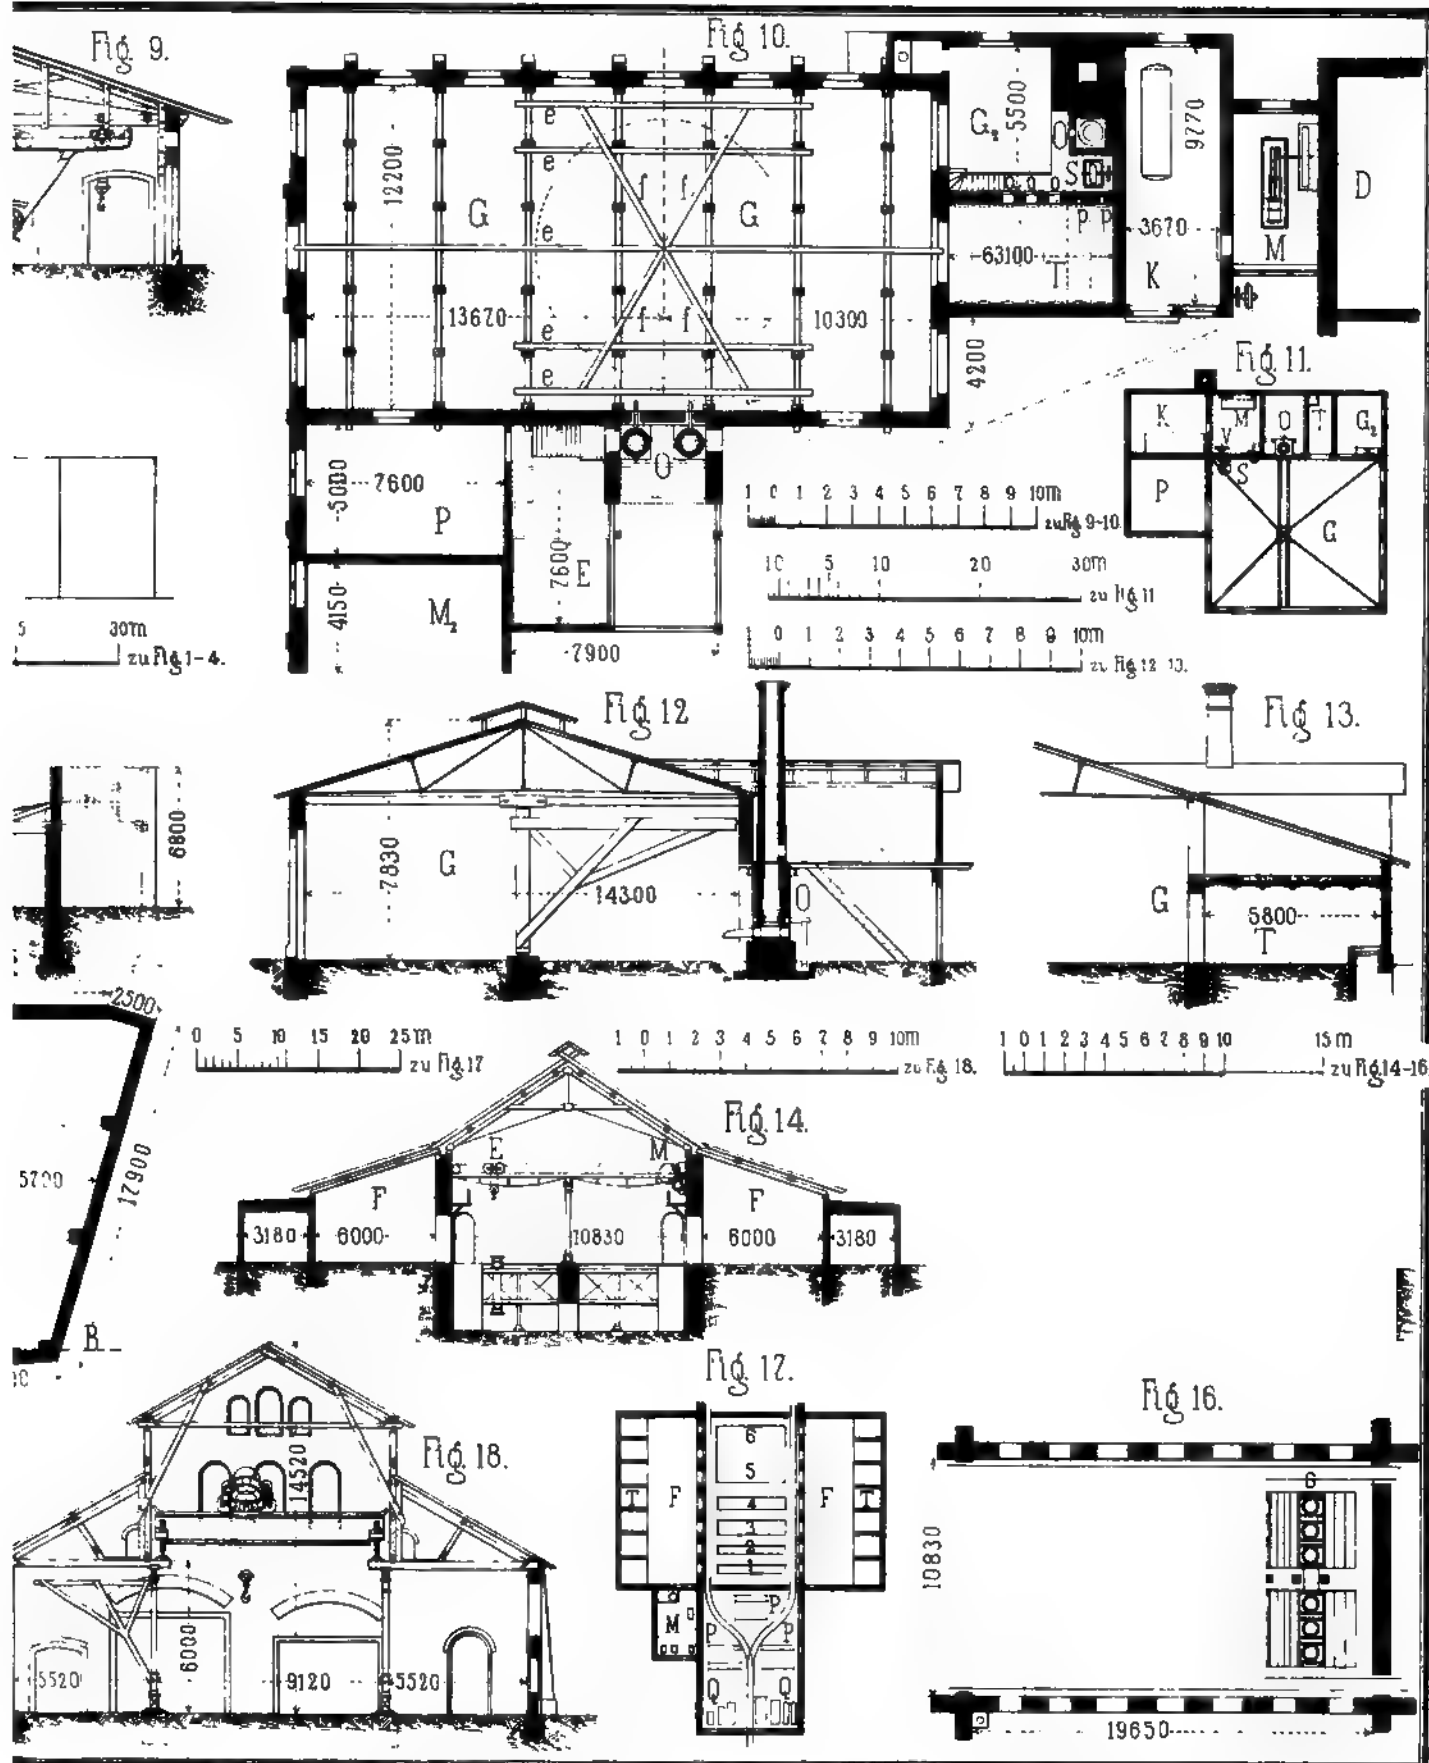 Fig. 9.
Fig. 10.
e
e
e
e
e
f
f
f
f
G
G
12200
13670
10300
G2
5500
O
S
9770
p p
63100
T
3670
K
M
D
4200
5000
7600
P
O
7600
E
4150
M2
7900
Fig. 11.
K
M
V
O
T
G2
P
S
G
1 0 1 2 3 4 5 6 7 8 9 10m
zu Fig. 9-10.
10 5 10 20 30m
zu Fig. 11
1 0 1 2 3 4 5 6 7 8 9 10m
zu Fig. 12-13.
5 30m
zu Fig. 1-4.
Fig. 12
7830
G
14300
O
Fig. 13.
G
5800
T
6800
2500
0 5 10 15 20 25m
zu Fig. 17
1 0 1 2 3 4 5 6 7 8 9 10m
zu Fig. 18.
1 0 1 2 3 4 5 6 7 8 9 10 15m
zu Fig. 14-16
Fig. 14.
E
M
F
F
3180
6000
10830
6000
3180
5700
17900
B
Fig. 18.
14520
6000
5520
9120
5520
Fig. 17.
6
5
4
3
2
1
T
F
F
T
M
P
P
P
Q
Q
Fig. 16.
6
10830
19650